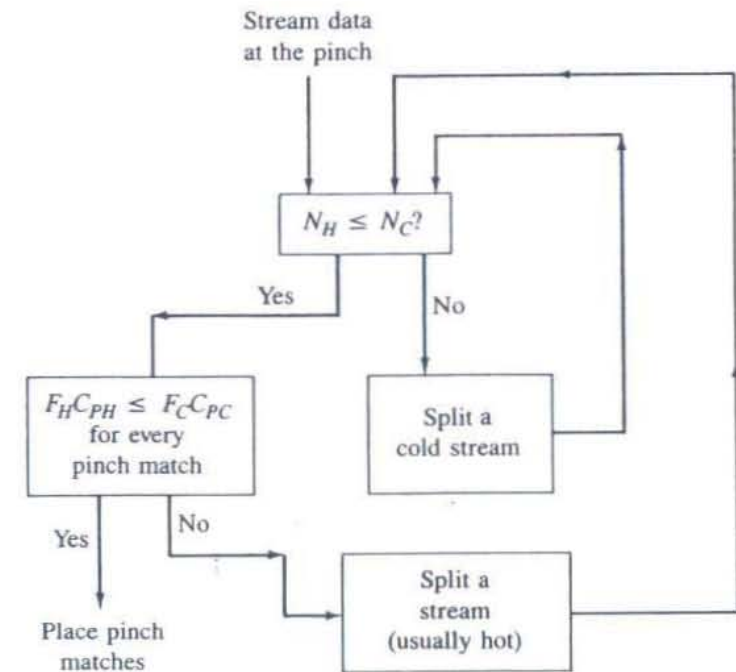 Stream data
at the pinch
N_H ≤ N_C?
Yes
No
F_HC_PH ≤ F_CC_PC
for every
pinch match
Split a
cold stream
Yes
No
Place pinch
matches
Split a
stream
(usually hot)